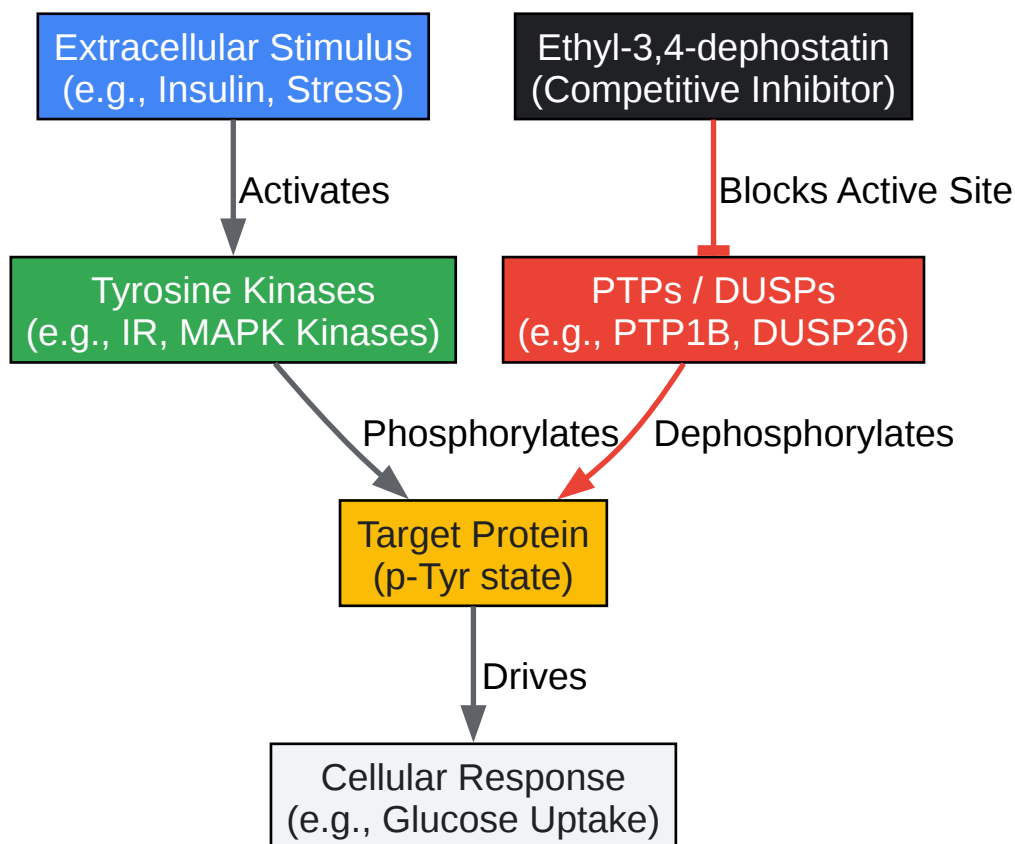 Extracellular Stimulus
(e.g., Insulin, Stress)
Ethyl-3,4-dephostatin
(Competitive Inhibitor)
Activates
Blocks Active Site
Tyrosine Kinases
(e.g., IR, MAPK Kinases)
PTPs / DUSPs
(e.g., PTP1B, DUSP26)
Phosphorylates
Dephosphorylates
Target Protein
(p-Tyr state)
Drives
Cellular Response
(e.g., Glucose Uptake)